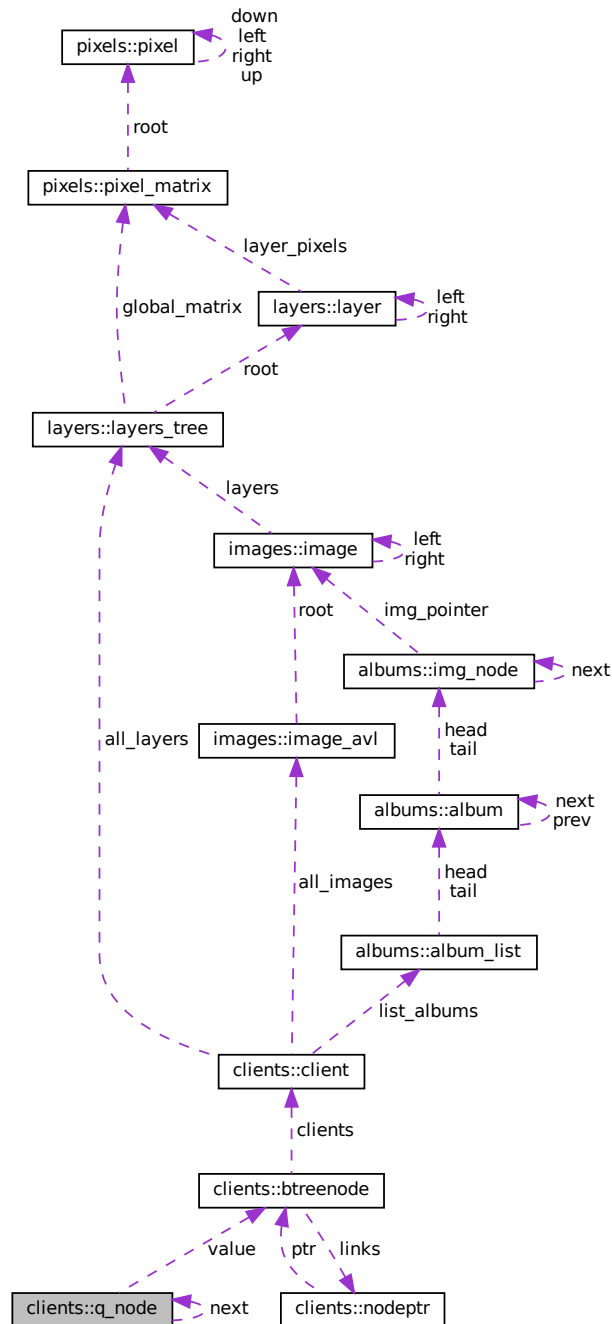 down
left
right
up
pixels::pixel
root
pixels::pixel_matrix
layer_pixels
global_matrix
layers::layer
left
right
root
layers::layers_tree
layers
images::image
left
right
img_pointer
root
albums::img_node
next
all_layers
images::image_avl
head
tail
albums::album
next
prev
all_images
head
tail
albums::album_list
list_albums
clients::client
clients
clients::btreenode
value
ptr
links
clients::q_node
next
clients::nodeptr